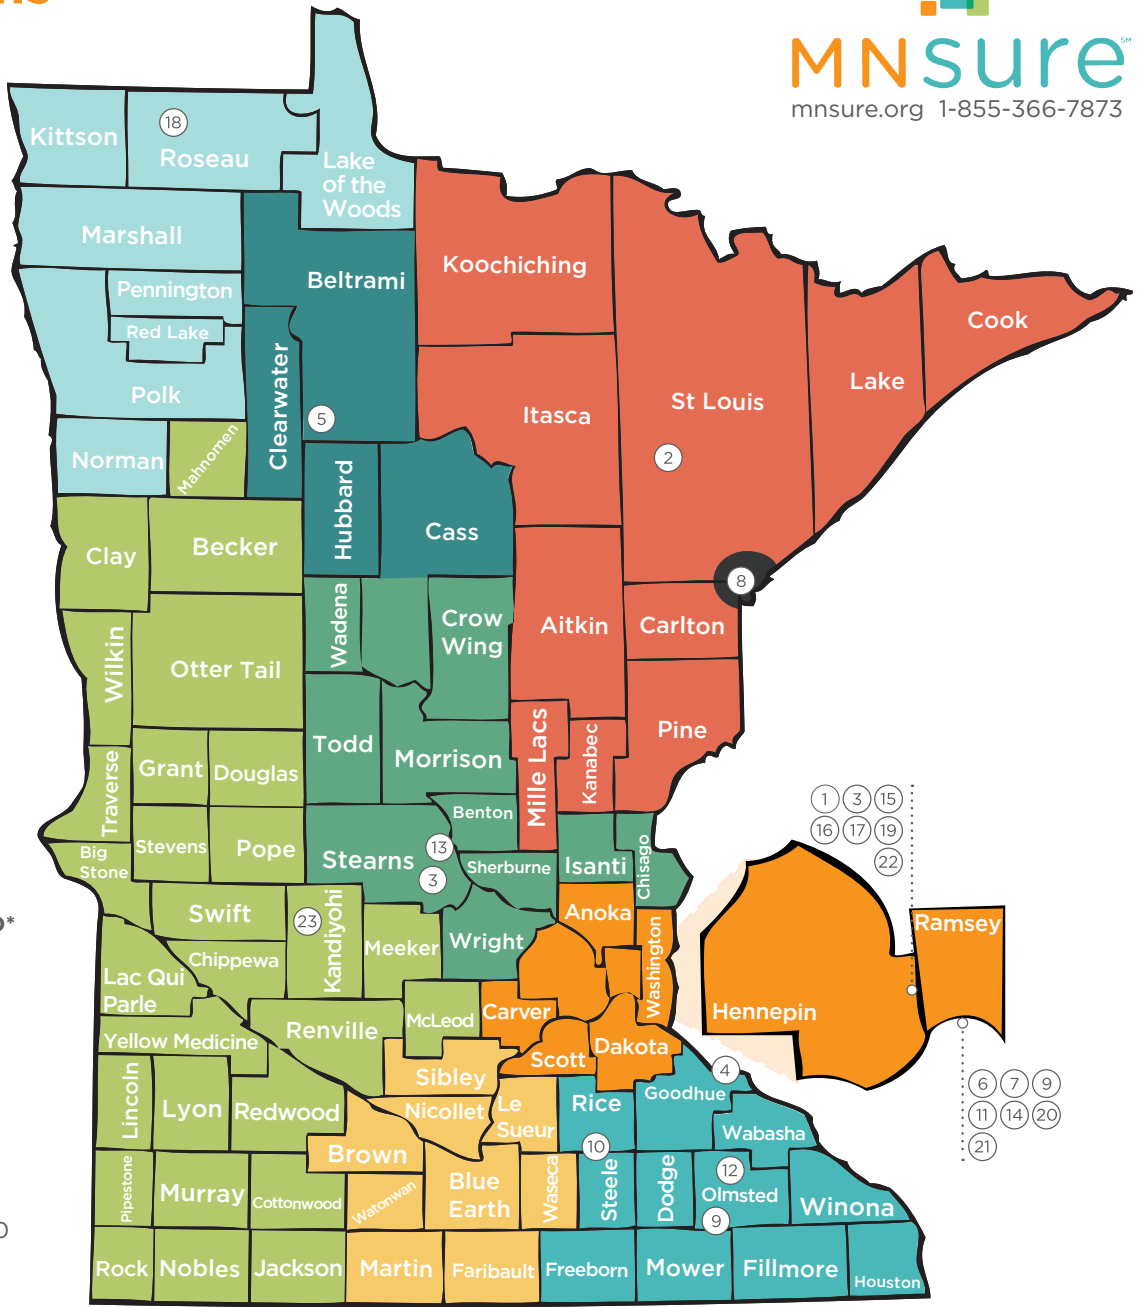 MNsure℠
mnsure.org 1-855-366-7873
Kittson
18
Roseau
Lake
of the
Woods
Marshall
Beltrami
Koochiching
Pennington
Red Lake
Cook
Polk
Clearwater
Lake
St Louis
Itasca
5
Norman
Mahnomen
2
Hubbard
Cass
Clay
Becker
8
Wadena
Crow
Wing
Aitkin
Carlton
Wilkin
Otter Tail
Todd
Morrison
Mille Lacs
Kanabec
Pine
Traverse
Grant
Douglas
Benton
1 3 15
16 17 19
22
Big
Stone
Stevens
Pope
Stearns
13
3
Sherburne
Isanti
Chisago
Swift
23
Kandiyohi
Meeker
Wright
Anoka
Washington
Ramsey
Chippewa
Lac Qui
Parle
Hennepin
Yellow Medicine
Renville
McLeod
Carver
Scott
Dakota
Sibley
4
6 7 9
11 14 20
21
Lincoln
Lyon
Redwood
Nicollet
Le
Sueur
Rice
Goodhue
Wabasha
Brown
10
Pipestone
Murray
Cottonwood
Watonwan
Blue
Earth
Waseca
Steele
Dodge
12
Olmsted
9
Winona
Rock
Nobles
Jackson
Martin
Faribault
Freeborn
Mower
Fillmore
Houston